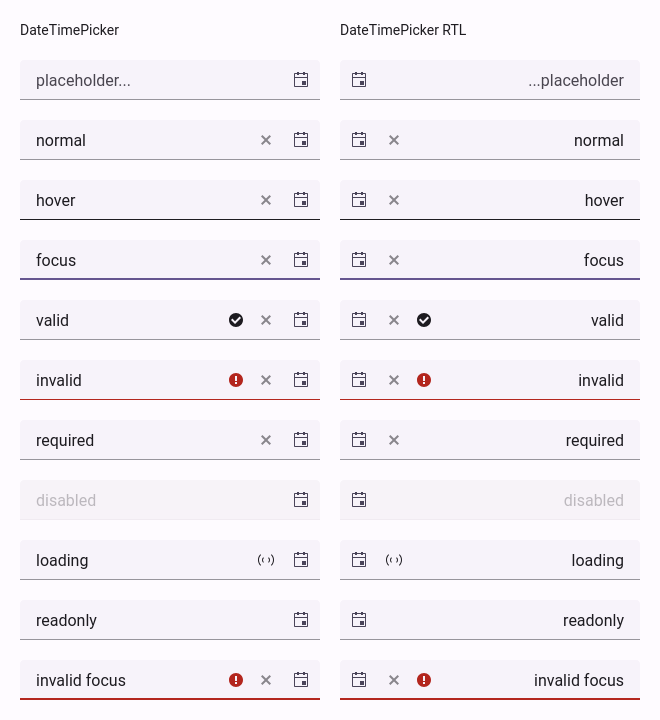 DateTimePicker
DateTimePicker RTL
placeholder...
...placeholder
normal
normal
hover
hover
focus
focus
valid
valid
invalid
invalid
required
required
disabled
disabled
loading
loading
readonly
readonly
invalid focus
invalid focus